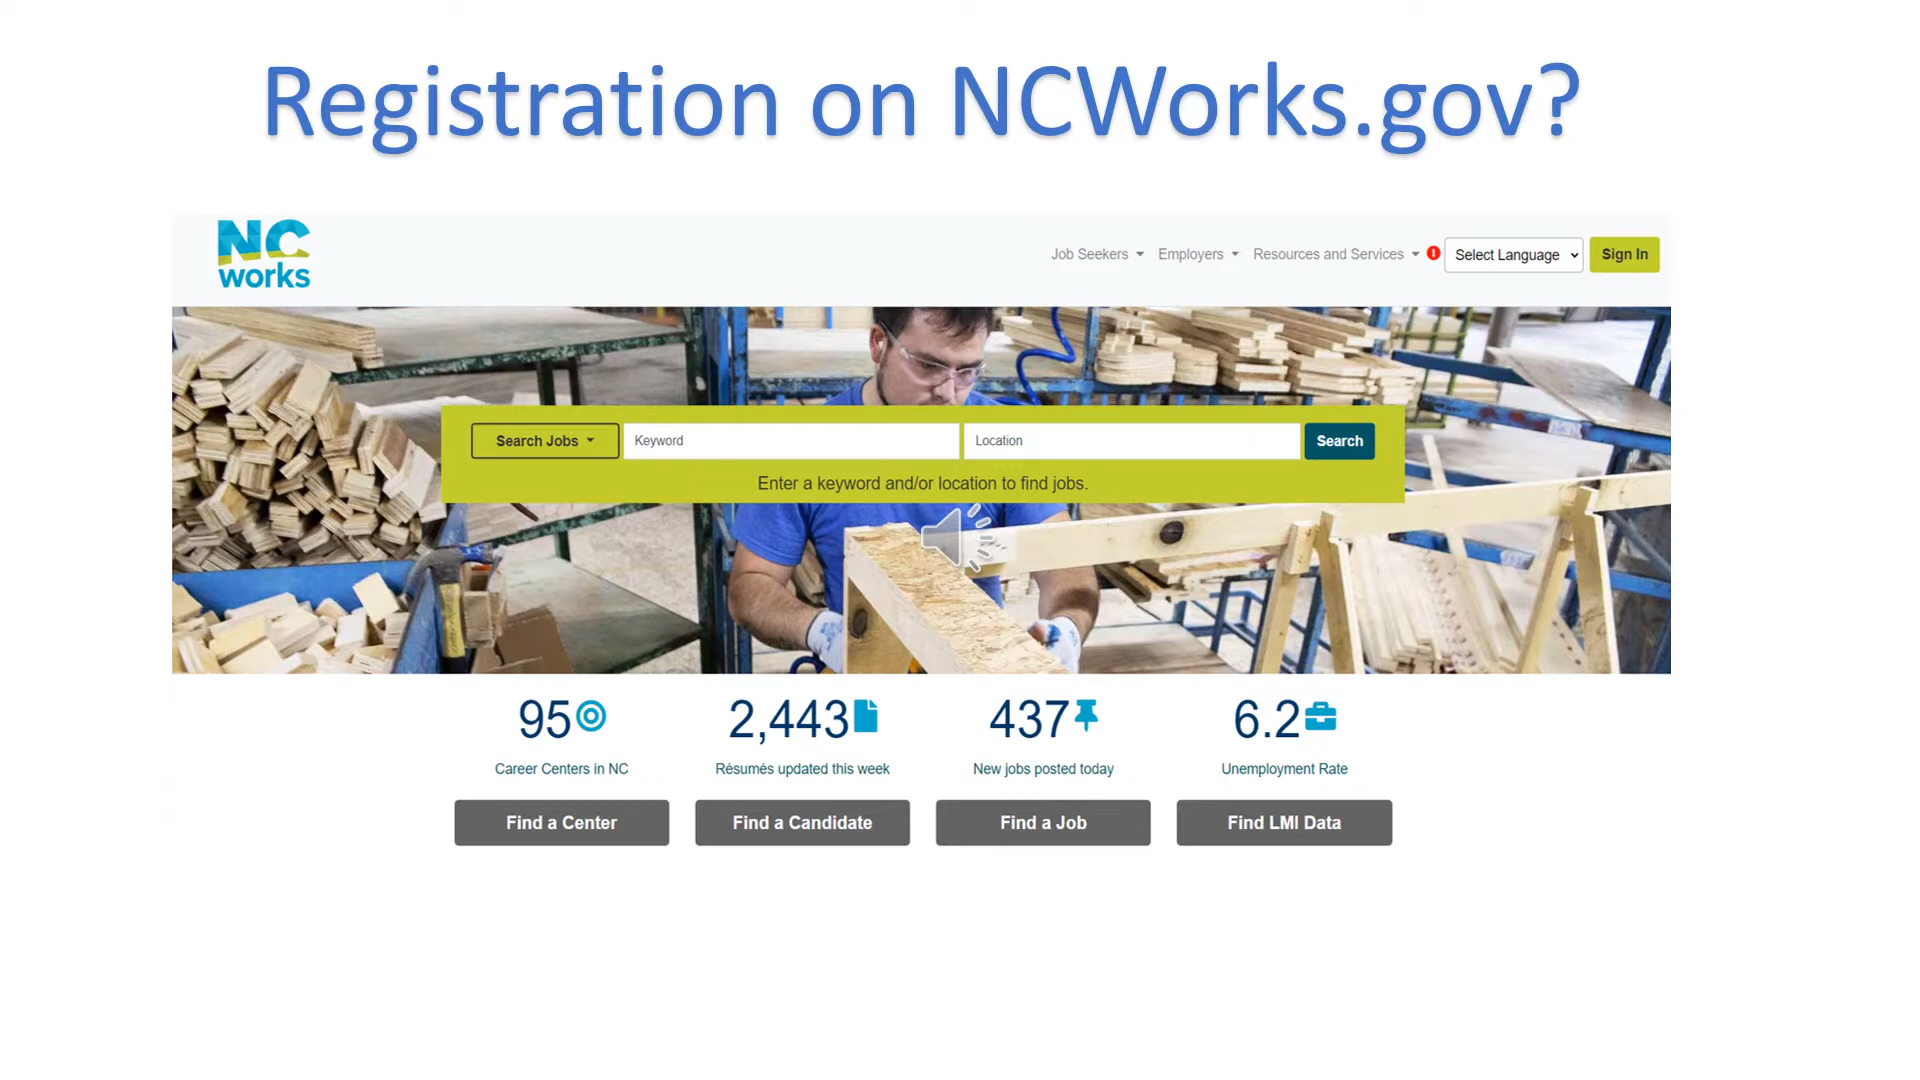 Registration on NCWorks.gov?
NC
works
Job Seekers Employers Resources and Services Select Language Sign In
Search Jobs Keyword Location Search
Enter a keyword and/or location to find jobs.
95 2,443 437 6.2
Career Centers in NC Résumés updated this week New jobs posted today Unemployment Rate
Find a Center Find a Candidate Find a Job Find LMI Data